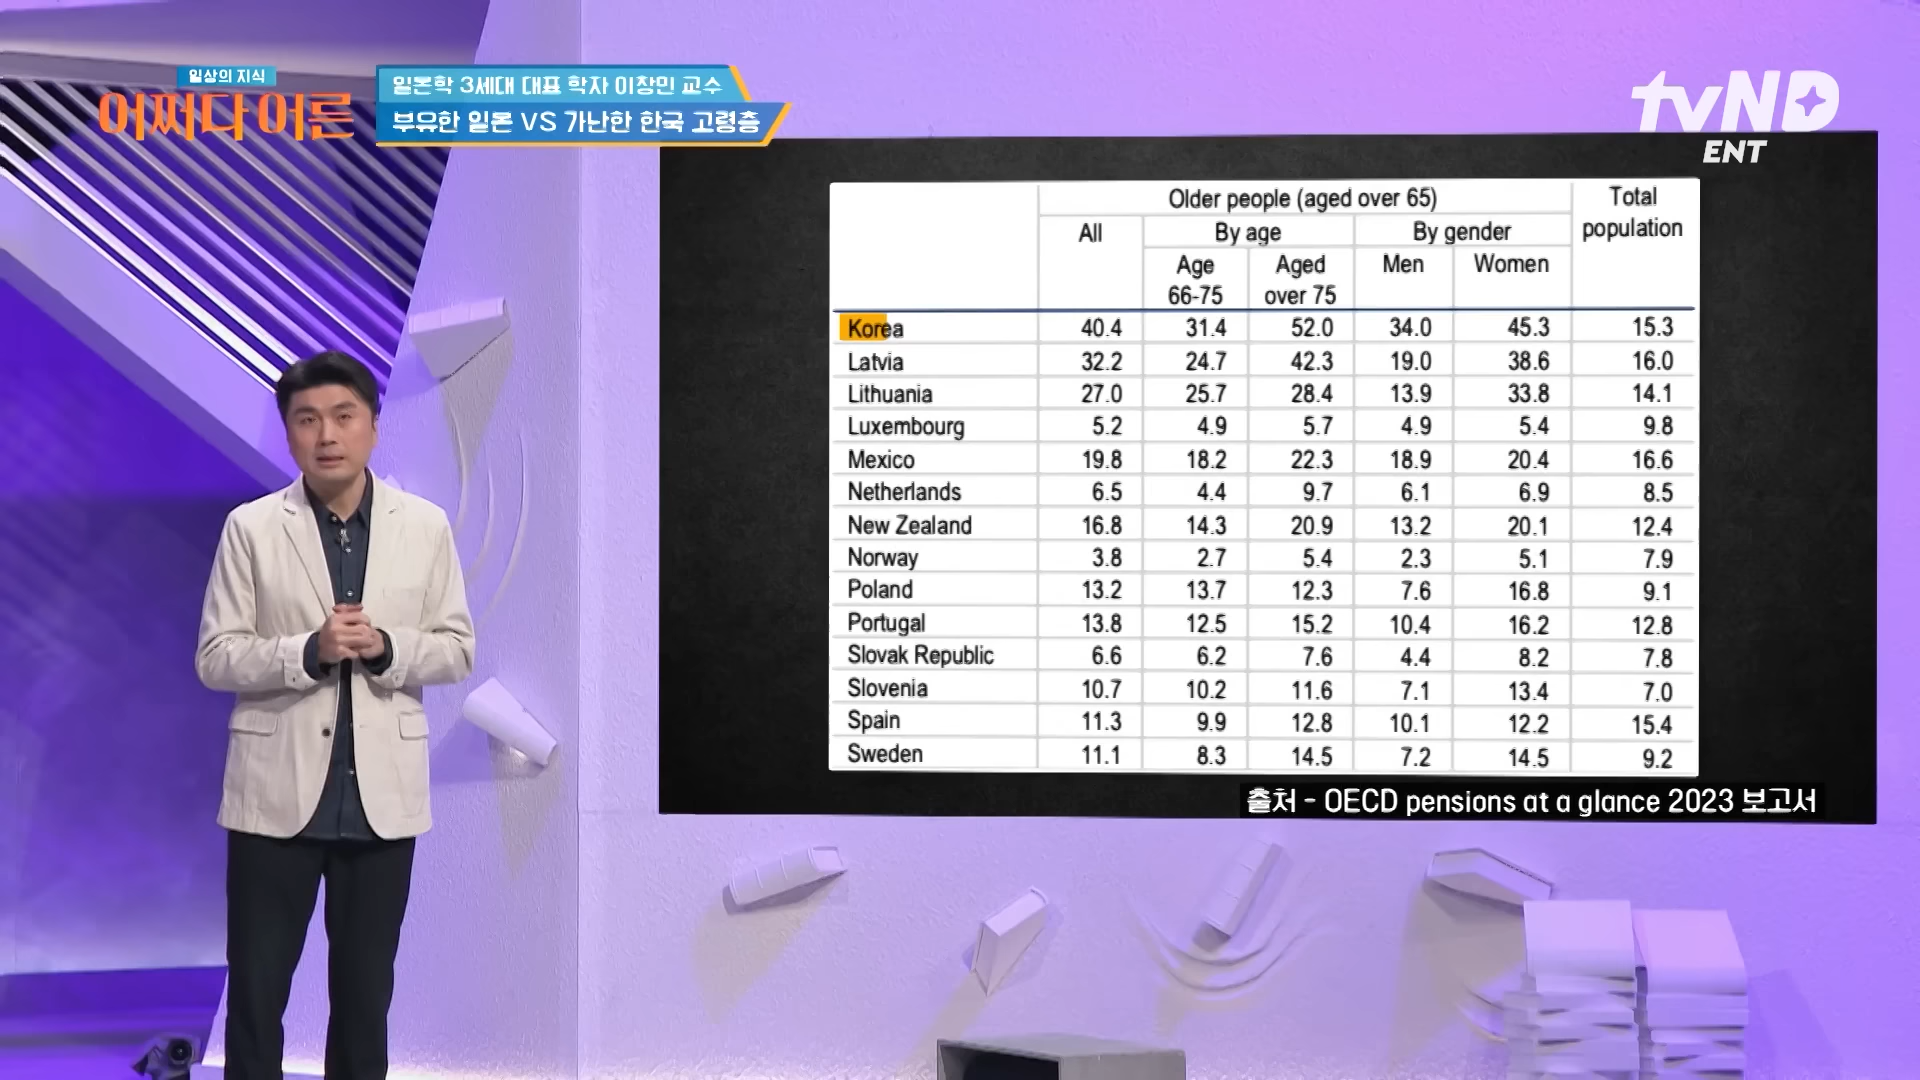 일상의 지식
어쩌다 어른
일본학 3세대 대표 학자 이창민 교수
부유한 일본 VS 가난한 한국 고령층
tvND
ENT
Older people (aged over 65) Total population
All By age By gender
Age 66-75 Aged over 75 Men Women
Korea 40.4 31.4 52.0 34.0 45.3 15.3
Latvia 32.2 24.7 42.3 19.0 38.6 16.0
Lithuania 27.0 25.7 28.4 13.9 33.8 14.1
Luxembourg 5.2 4.9 5.7 4.9 5.4 9.8
Mexico 19.8 18.2 22.3 18.9 20.4 16.6
Netherlands 6.5 4.4 9.7 6.1 6.9 8.5
New Zealand 16.8 14.3 20.9 13.2 20.1 12.4
Norway 3.8 2.7 5.4 2.3 5.1 7.9
Poland 13.2 13.7 12.3 7.6 16.8 9.1
Portugal 13.8 12.5 15.2 10.4 16.2 12.8
Slovak Republic 6.6 6.2 7.6 4.4 8.2 7.8
Slovenia 10.7 10.2 11.6 7.1 13.4 7.0
Spain 11.3 9.9 12.8 10.1 12.2 15.4
Sweden 11.1 8.3 14.5 7.2 14.5 9.2
출처 - OECD pensions at a glance 2023 보고서